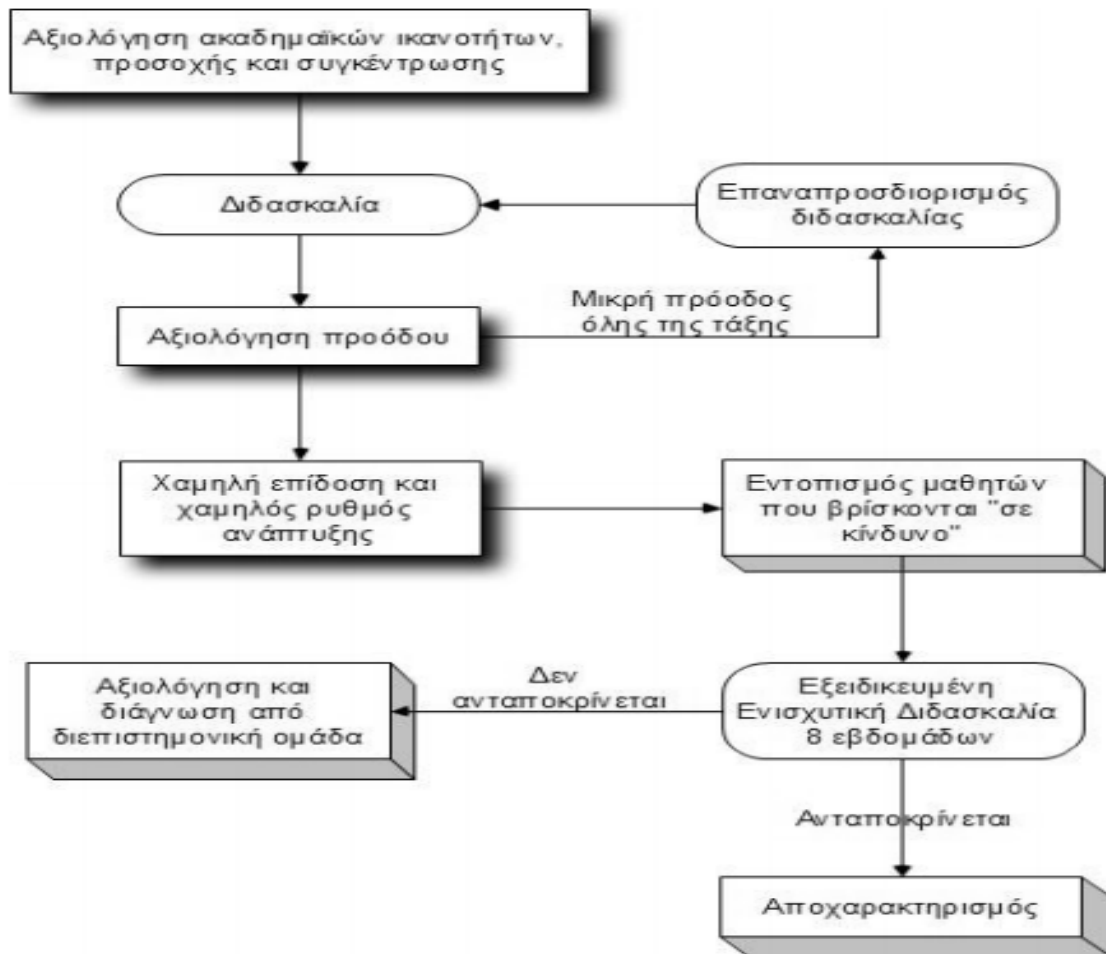 Αξιολόγηση ακαδημαϊκών ικανοτήτων,
προσοχής και συγκέντρωσης
Διδασκαλία
Επαναπροσδιορισμός
διδασκαλίας
Μικρή πρόοδος
όλης της τάξης
Αξιολόγηση προόδου
Χαμηλή επίδοση και
χαμηλός ρυθμός
ανάπτυξης
Εντοπισμός μαθητών
που βρίσκονται "σε
κίνδυνο"
Αξιολόγηση και
διάγνωση από
διεπιστημονική ομάδα
Δεν
ανταποκρίνεται
Εξειδικευμένη
Ενισχυτική Διδασκαλία
8 εβδομάδων
Ανταποκρίνεται
Αποχαρακτηρισμός